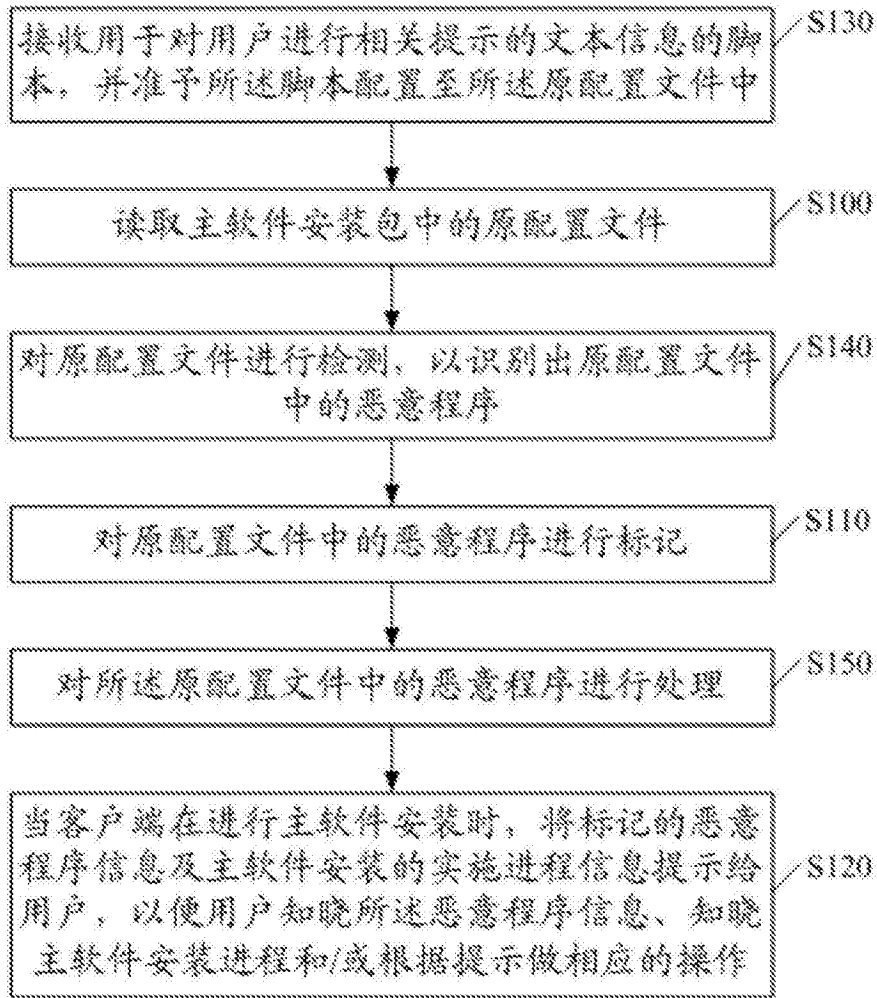 接收用于对用户进行相关提示的文本信息的脚
本，并准予所述脚本配置至所述原配置文件中
S130
读取主软件安装包中的原配置文件
S100
对原配置文件进行检测，以识别出原配置文件
中的恶意程序
S140
对原配置文件中的恶意程序进行标记
S110
对所述原配置文件中的恶意程序进行处理
S150
当客户端在进行主软件安装时，将标记的恶意
程序信息及主软件安装的实施进程信息提示给
用户，以便用户知晓所述恶意程序信息、知晓
主软件安装进程和/或根据提示做相应的操作
S120